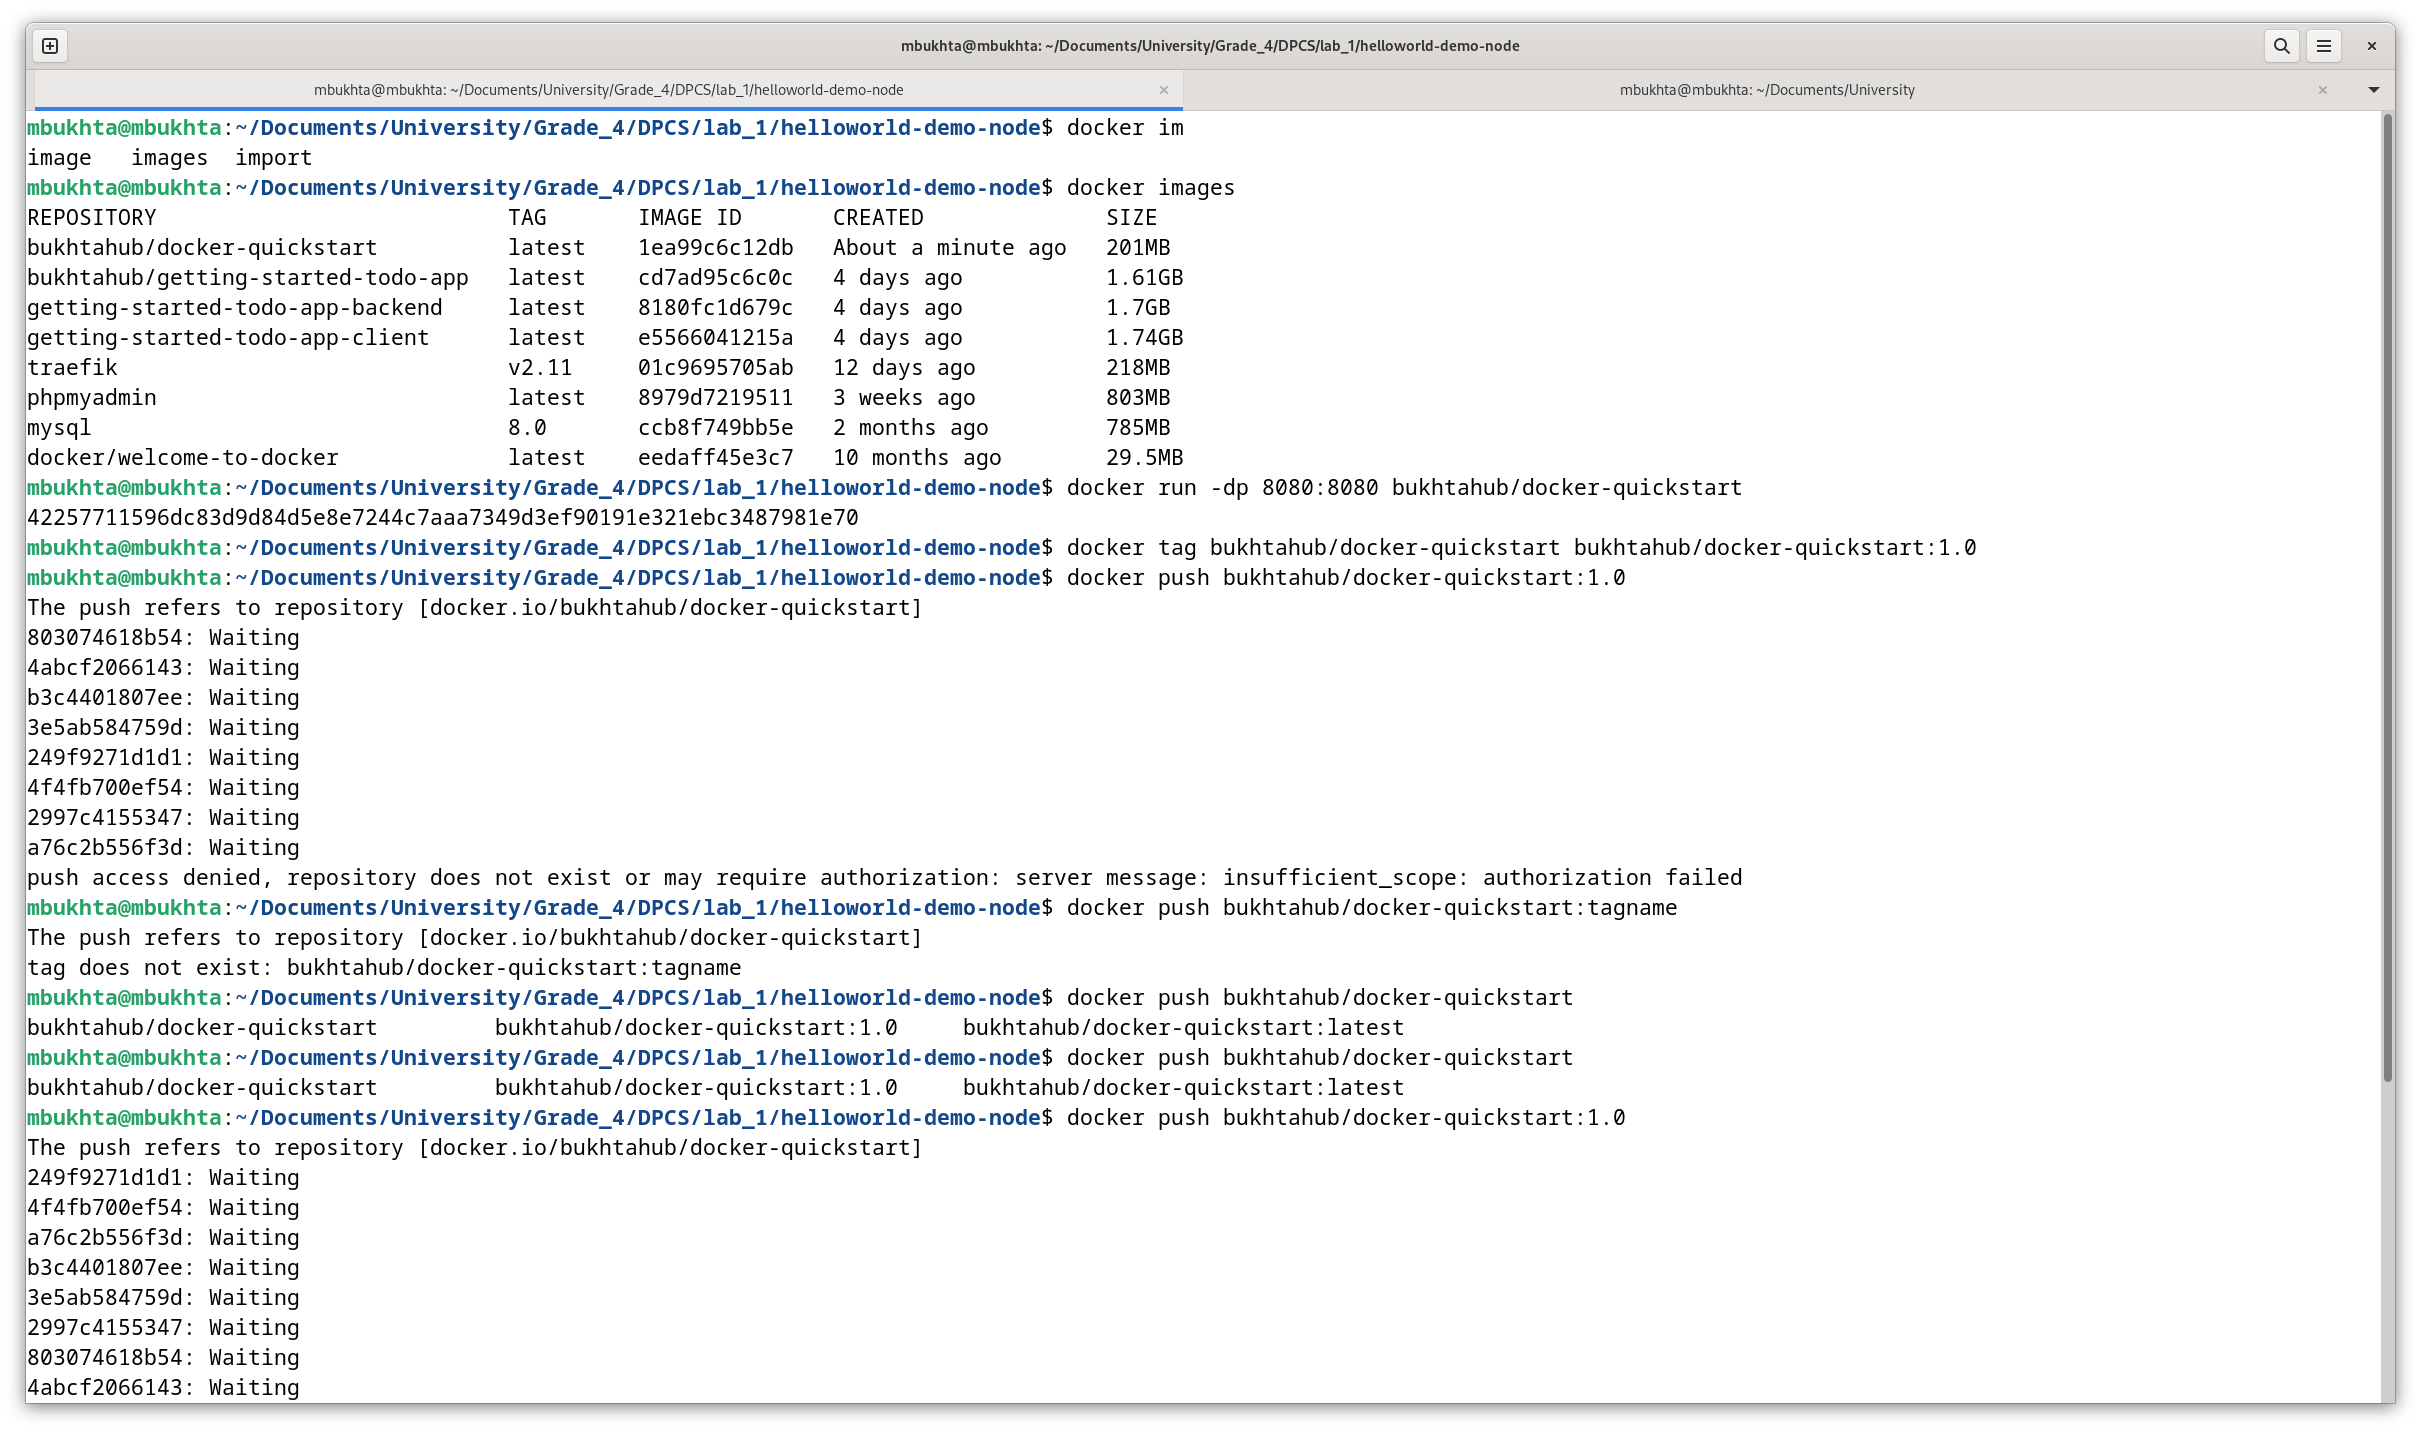 mbukhta@mbukhta: ~/Documents/University/Grade_4/DPCS/lab_1/helloworld-demo-node
mbukhta@mbukhta: ~/Documents/University/Grade_4/DPCS/lab_1/helloworld-demo-node
mbukhta@mbukhta: ~/Documents/University
mbukhta@mbukhta:~/Documents/University/Grade_4/DPCS/lab_1/helloworld-demo-node$ docker im
image   images  import
mbukhta@mbukhta:~/Documents/University/Grade_4/DPCS/lab_1/helloworld-demo-node$ docker images
REPOSITORY                           TAG       IMAGE ID       CREATED              SIZE
bukhtahub/docker-quickstart          latest    1ea99c6c12db   About a minute ago   201MB
bukhtahub/getting-started-todo-app   latest    cd7ad95c6c0c   4 days ago           1.61GB
getting-started-todo-app-backend     latest    8180fc1d679c   4 days ago           1.7GB
getting-started-todo-app-client      latest    e5566041215a   4 days ago           1.74GB
traefik                              v2.11     01c9695705ab   12 days ago          218MB
phpmyadmin                           latest    8979d7219511   3 weeks ago          803MB
mysql                                8.0       ccb8f749bb5e   2 months ago         785MB
docker/welcome-to-docker             latest    eedaff45e3c7   10 months ago        29.5MB
mbukhta@mbukhta:~/Documents/University/Grade_4/DPCS/lab_1/helloworld-demo-node$ docker run -dp 8080:8080 bukhtahub/docker-quickstart
42257711596dc83d9d84d5e8e7244c7aaa7349d3ef90191e321ebc3487981e70
mbukhta@mbukhta:~/Documents/University/Grade_4/DPCS/lab_1/helloworld-demo-node$ docker tag bukhtahub/docker-quickstart bukhtahub/docker-quickstart:1.0
mbukhta@mbukhta:~/Documents/University/Grade_4/DPCS/lab_1/helloworld-demo-node$ docker push bukhtahub/docker-quickstart:1.0
The push refers to repository [docker.io/bukhtahub/docker-quickstart]
803074618b54: Waiting
4abcf2066143: Waiting
b3c4401807ee: Waiting
3e5ab584759d: Waiting
249f9271d1d1: Waiting
4f4fb700ef54: Waiting
2997c4155347: Waiting
a76c2b556f3d: Waiting
push access denied, repository does not exist or may require authorization: server message: insufficient_scope: authorization failed
mbukhta@mbukhta:~/Documents/University/Grade_4/DPCS/lab_1/helloworld-demo-node$ docker push bukhtahub/docker-quickstart:tagname
The push refers to repository [docker.io/bukhtahub/docker-quickstart]
tag does not exist: bukhtahub/docker-quickstart:tagname
mbukhta@mbukhta:~/Documents/University/Grade_4/DPCS/lab_1/helloworld-demo-node$ docker push bukhtahub/docker-quickstart
bukhtahub/docker-quickstart         bukhtahub/docker-quickstart:1.0     bukhtahub/docker-quickstart:latest
mbukhta@mbukhta:~/Documents/University/Grade_4/DPCS/lab_1/helloworld-demo-node$ docker push bukhtahub/docker-quickstart
bukhtahub/docker-quickstart         bukhtahub/docker-quickstart:1.0     bukhtahub/docker-quickstart:latest
mbukhta@mbukhta:~/Documents/University/Grade_4/DPCS/lab_1/helloworld-demo-node$ docker push bukhtahub/docker-quickstart:1.0
The push refers to repository [docker.io/bukhtahub/docker-quickstart]
249f9271d1d1: Waiting
4f4fb700ef54: Waiting
a76c2b556f3d: Waiting
b3c4401807ee: Waiting
3e5ab584759d: Waiting
2997c4155347: Waiting
803074618b54: Waiting
4abcf2066143: Waiting